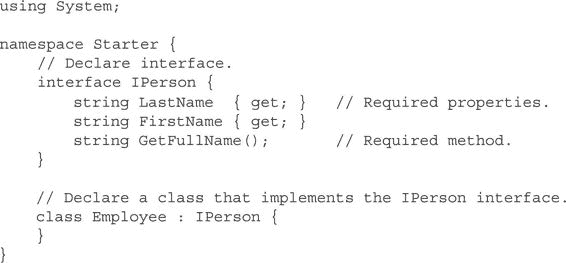 using System;

namespace Starter {
    // Declare interface.
    interface IPerson {
        string LastName  { get; }   // Required properties.
        string FirstName { get; }
        string GetFullName();       // Required method.
    }

    // Declare a class that implements the IPerson interface.
    class Employee : IPerson {
    }
}